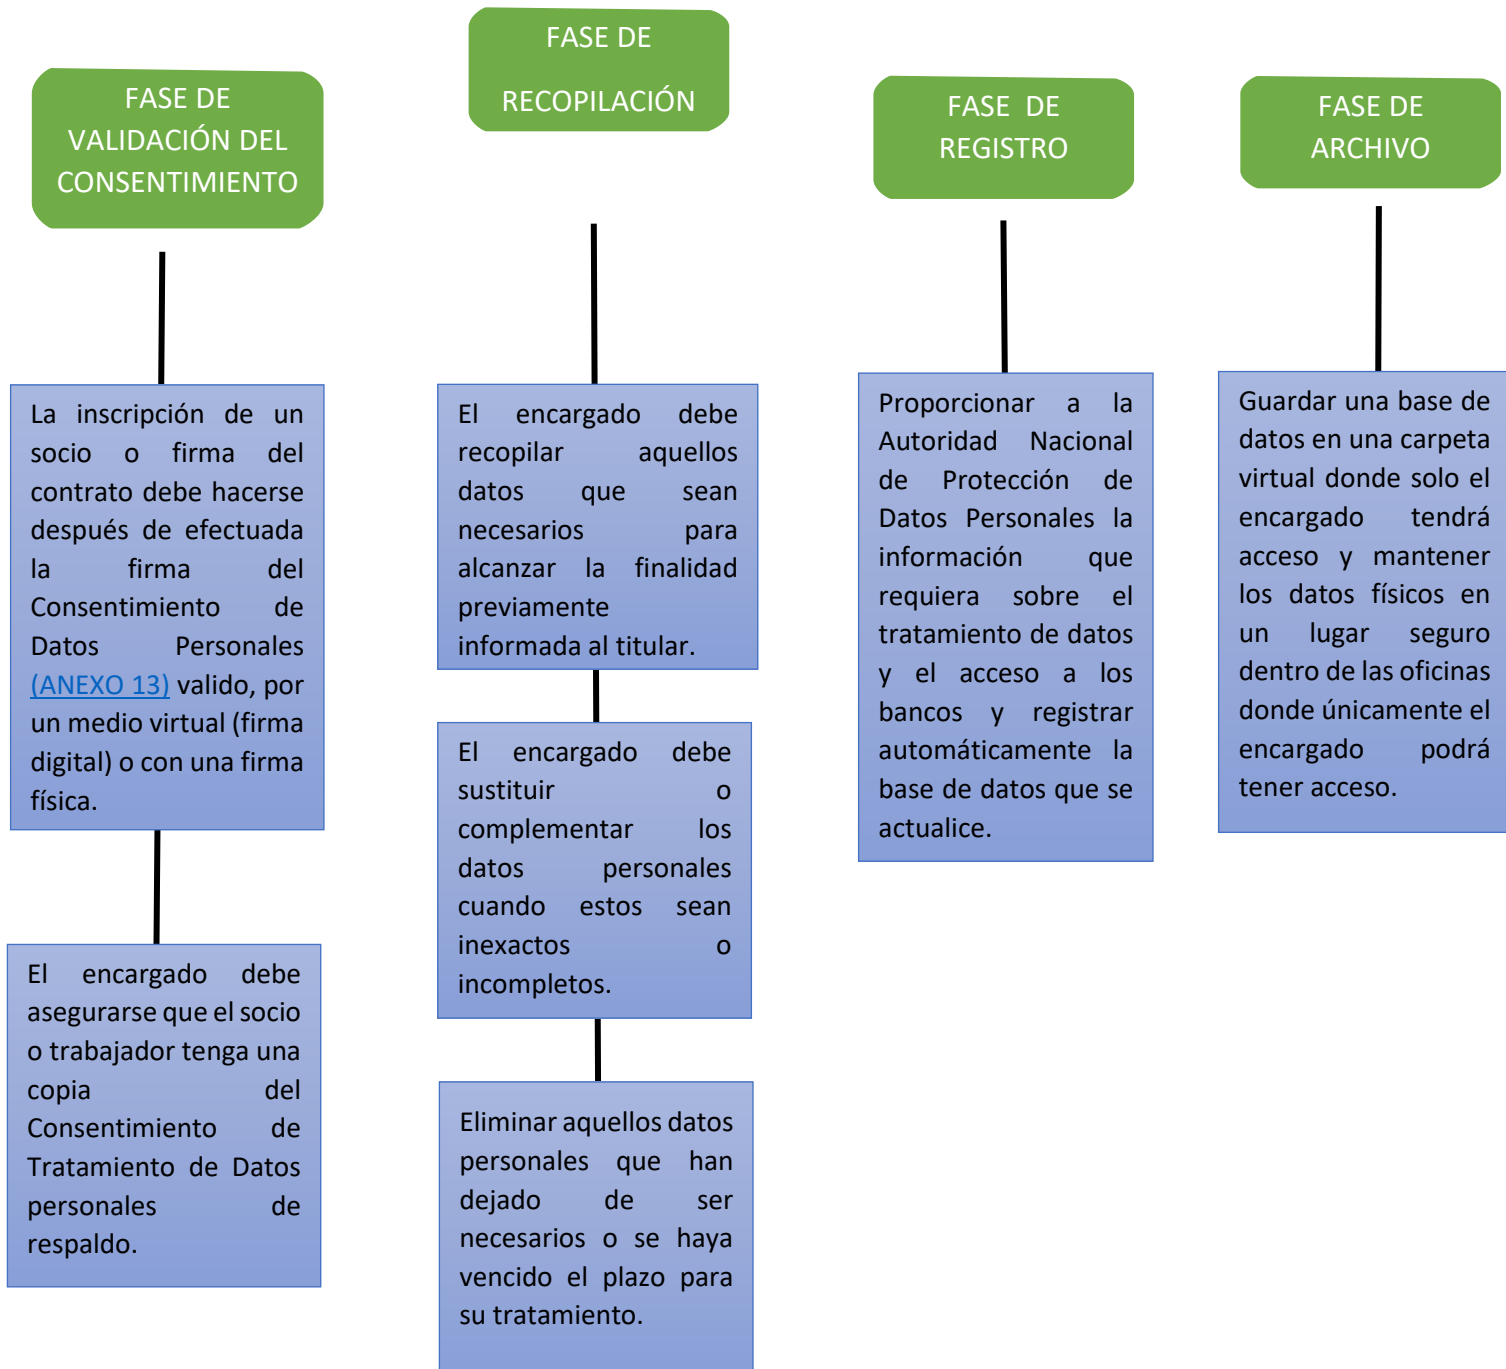 FASE DE
VALIDACIÓN DEL
CONSENTIMIENTO
La inscripción de un
socio o firma del
contrato debe hacerse
después de efectuada
la firma del
Consentimiento de
Datos Personales
(ANEXO 13) valido, por
un medio virtual (firma
digital) o con una firma
física.
El encargado debe
asegurarse que el socio
o trabajador tenga una
copia del
Consentimiento de
Tratamiento de Datos
personales de
respaldo.
FASE DE
RECOPILACIÓN
El encargado debe
recopilar aquellos
datos que sean
necesarios para
alcanzar la finalidad
previamente
informada al titular.
El encargado debe
sustituir o
complementar los
datos personales
cuando estos sean
inexactos o
incompletos.
Eliminar aquellos datos
personales que han
dejado de ser
necesarios o se haya
vencido el plazo para
su tratamiento.
FASE DE
REGISTRO
Proporcionar a la
Autoridad Nacional
de Protección de
Datos Personales la
información que
requiera sobre el
tratamiento de datos
y el acceso a los
bancos y registrar
automáticamente la
base de datos que se
actualice.
FASE DE
ARCHIVO
Guardar una base de
datos en una carpeta
virtual donde solo el
encargado tendrá
acceso y mantener
los datos físicos en
un lugar seguro
dentro de las oficinas
donde únicamente el
encargado podrá
tener acceso.